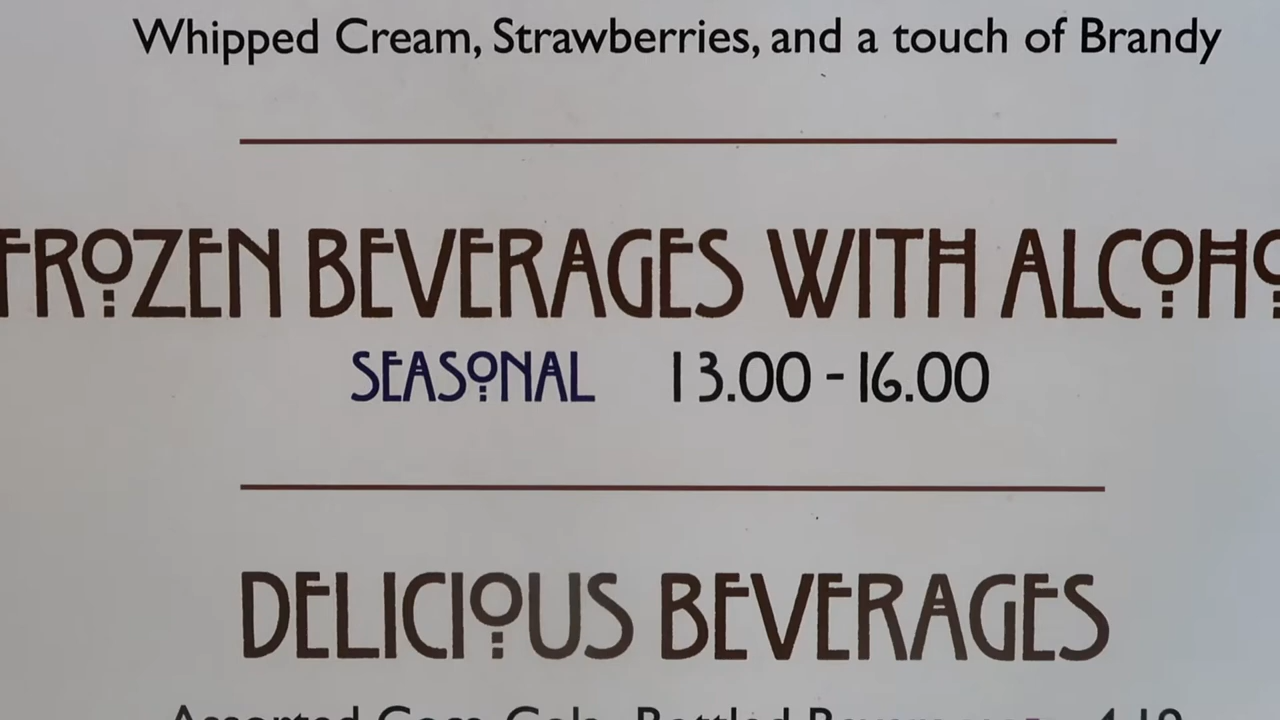 Whipped Cream, Strawberries, and a touch of Brandy
FROZEN BEVERAGES WITH ALCOHO
SEASONAL 13.00 - 16.00
DELICIOUS BEVERAGES